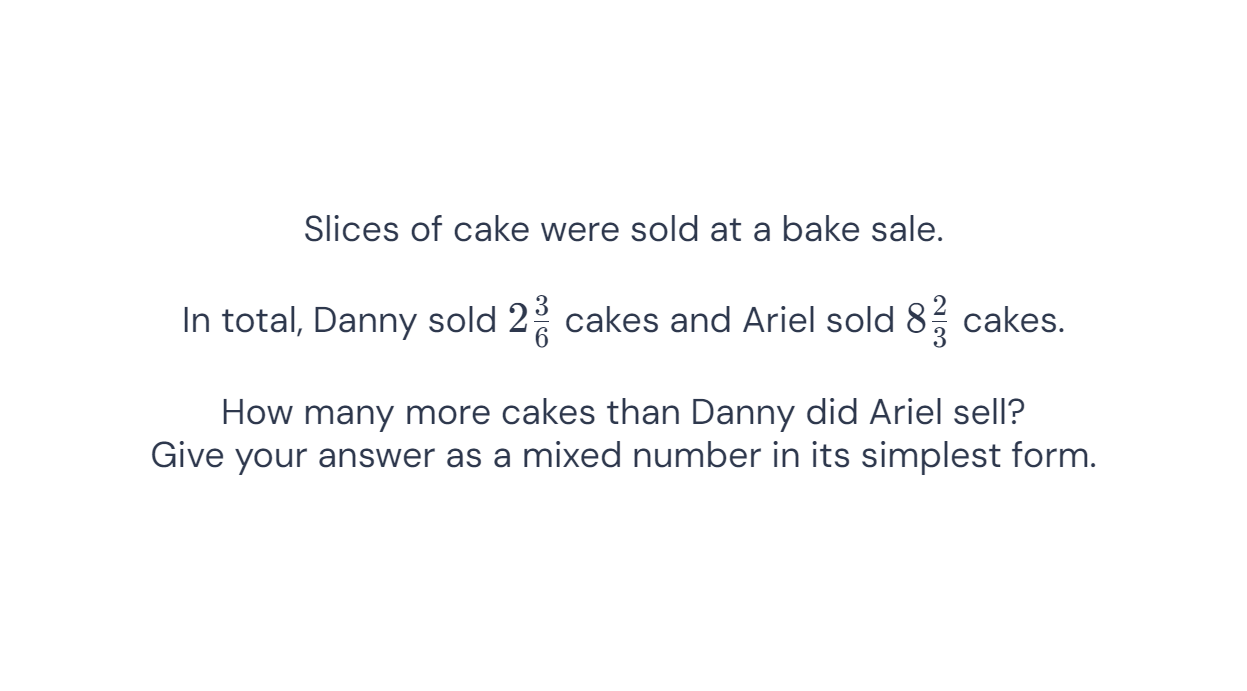 Slices of cake were sold at a bake sale.
In total, Danny sold 2 3/6 cakes and Ariel sold 8 2/3 cakes.
How many more cakes than Danny did Ariel sell?
Give your answer as a mixed number in its simplest form.